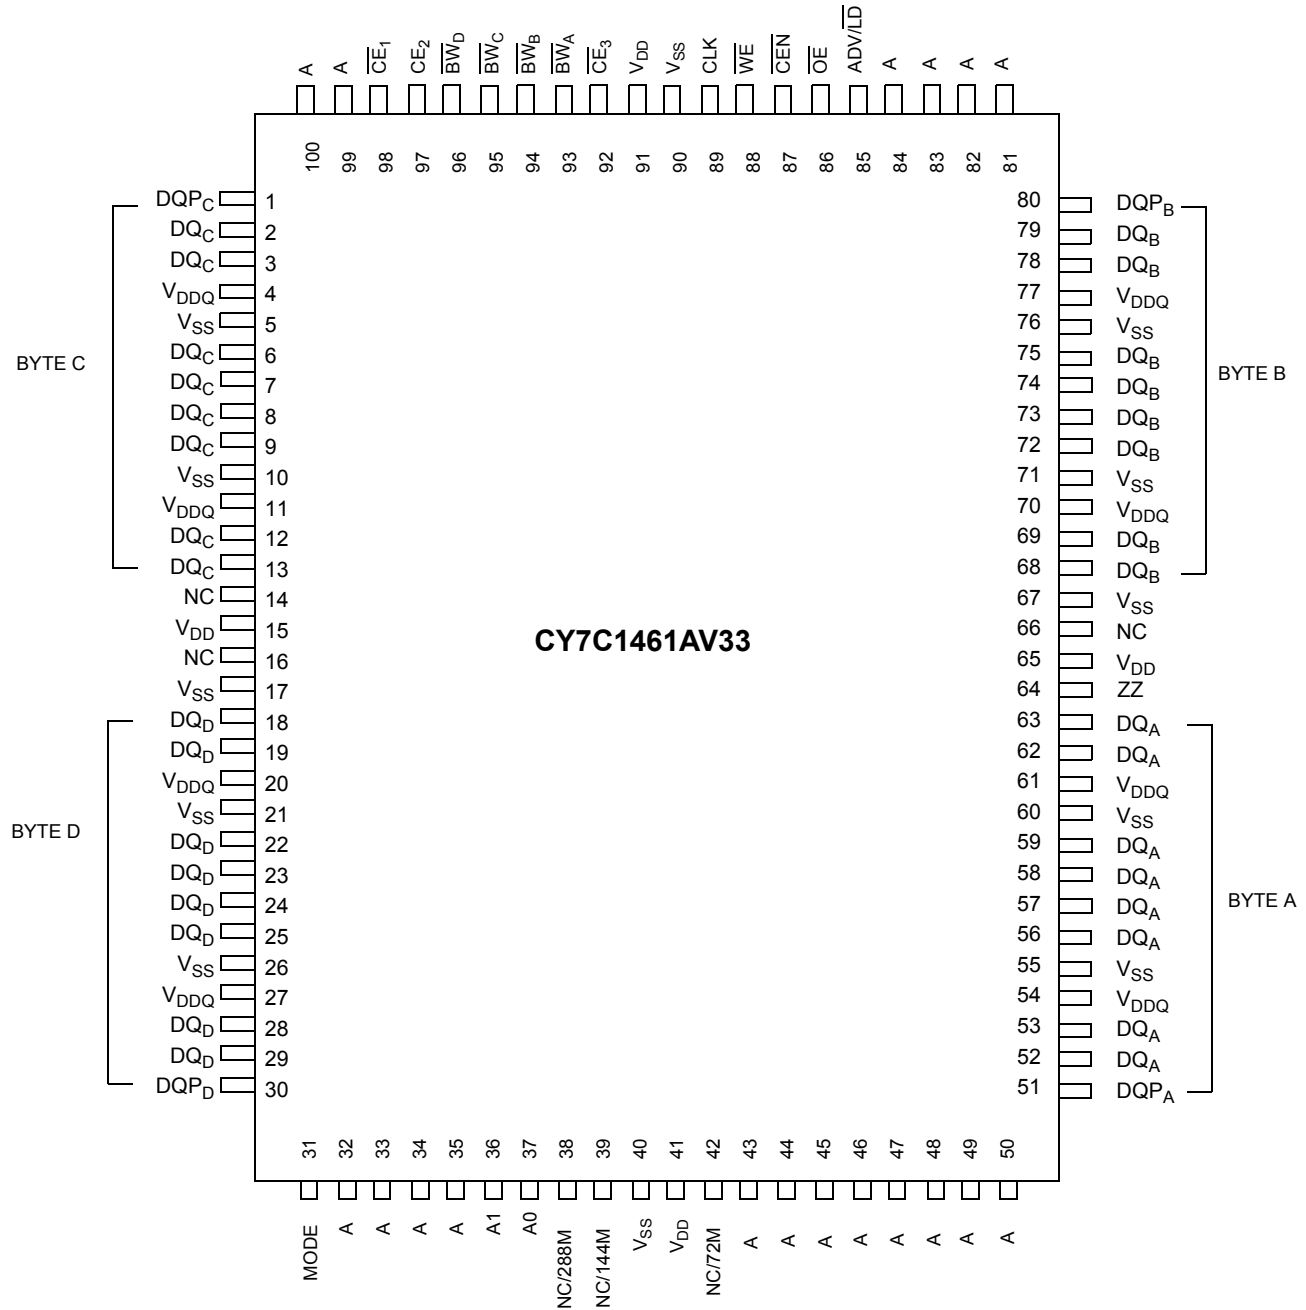 A A CE1 CE2 BWD BWC BWB BWA CE3 VDD VSS CLK WE CEN OE ADV/LD A A A A
100 99 98 97 96 95 94 93 92 91 90 89 88 87 86 85 84 83 82 81
DQPC 1 80 DQPB
DQC 2 79 DQB
DQC 3 78 DQB
VDDQ 4 77 VDDQ
VSS 5 76 VSS
DQC 6 75 DQB
BYTE C
BYTE B
DQC 7 74 DQB
DQC 8 73 DQB
DQC 9 72 DQB
VSS 10 71 VSS
VDDQ 11 70 VDDQ
DQC 12 69 DQB
DQC 13 68 DQB
NC 14 67 VSS
VDD 15 66 NC
CY7C1461AV33
NC 16 65 VDD
VSS 17 64 ZZ
DQD 18 63 DQA
DQD 19 62 DQA
VDDQ 20 61 VDDQ
VSS 21 60 VSS
BYTE D
DQD 22 59 DQA
DQD 23 58 DQA
DQD 24 57 DQA
BYTE A
DQD 25 56 DQA
VSS 26 55 VSS
VDDQ 27 54 VDDQ
DQD 28 53 DQA
DQD 29 52 DQA
DQPD 30 51 DQPA
31 32 33 34 35 36 37 38 39 40 41 42 43 44 45 46 47 48 49 50
MODE A A A A A1 A0 NC/288M NC/144M VSS VDD NC/72M A A A A A A A A